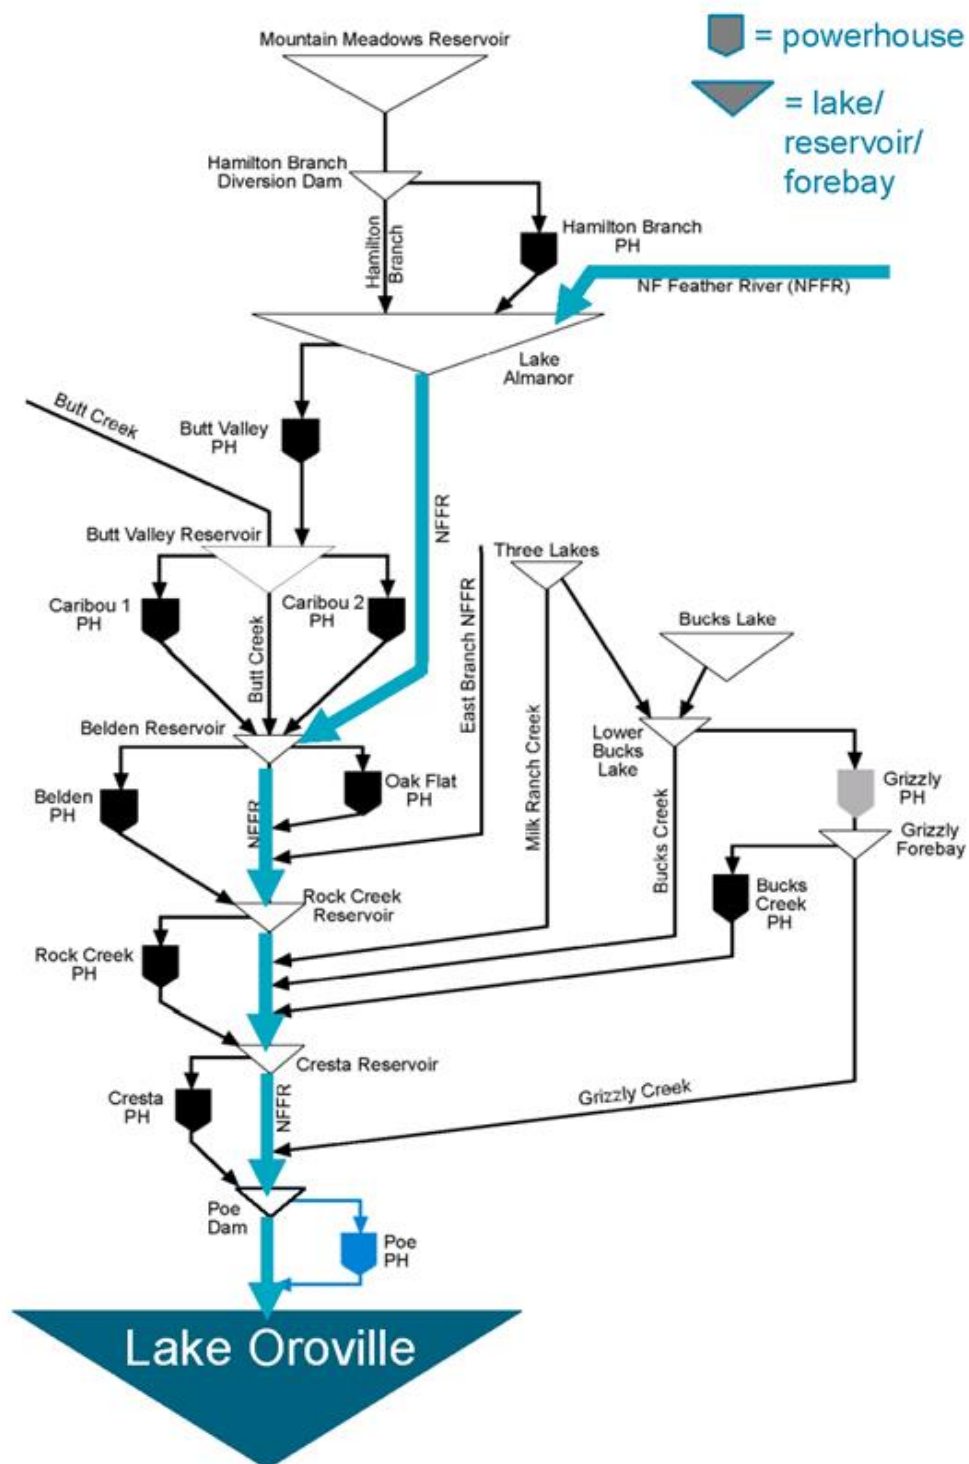 Mountain Meadows Reservoir
= powerhouse
= lake/
reservoir/
forebay
Hamilton Branch
Diversion Dam
Hamilton
Branch
Hamilton Branch
PH
NF Feather River (NFFR)
Lake
Almanor
Butt Creek
Butt Valley
PH
NFFR
Butt Valley Reservoir
Three Lakes
Caribou 1
PH
Caribou 2
PH
Butt Creek
East Branch NFFR
Bucks Lake
Belden Reservoir
Lower
Bucks
Lake
Milk Ranch Creek
Bucks Creek
Belden
PH
NFFR
Oak Flat
PH
Grizzly
PH
Grizzly
Forebay
Rock Creek
Reservoir
Bucks
Creek
PH
Rock Creek
PH
Cresta Reservoir
Cresta
PH
NFFR
Grizzly Creek
Poe
Dam
Poe
PH
Lake Oroville